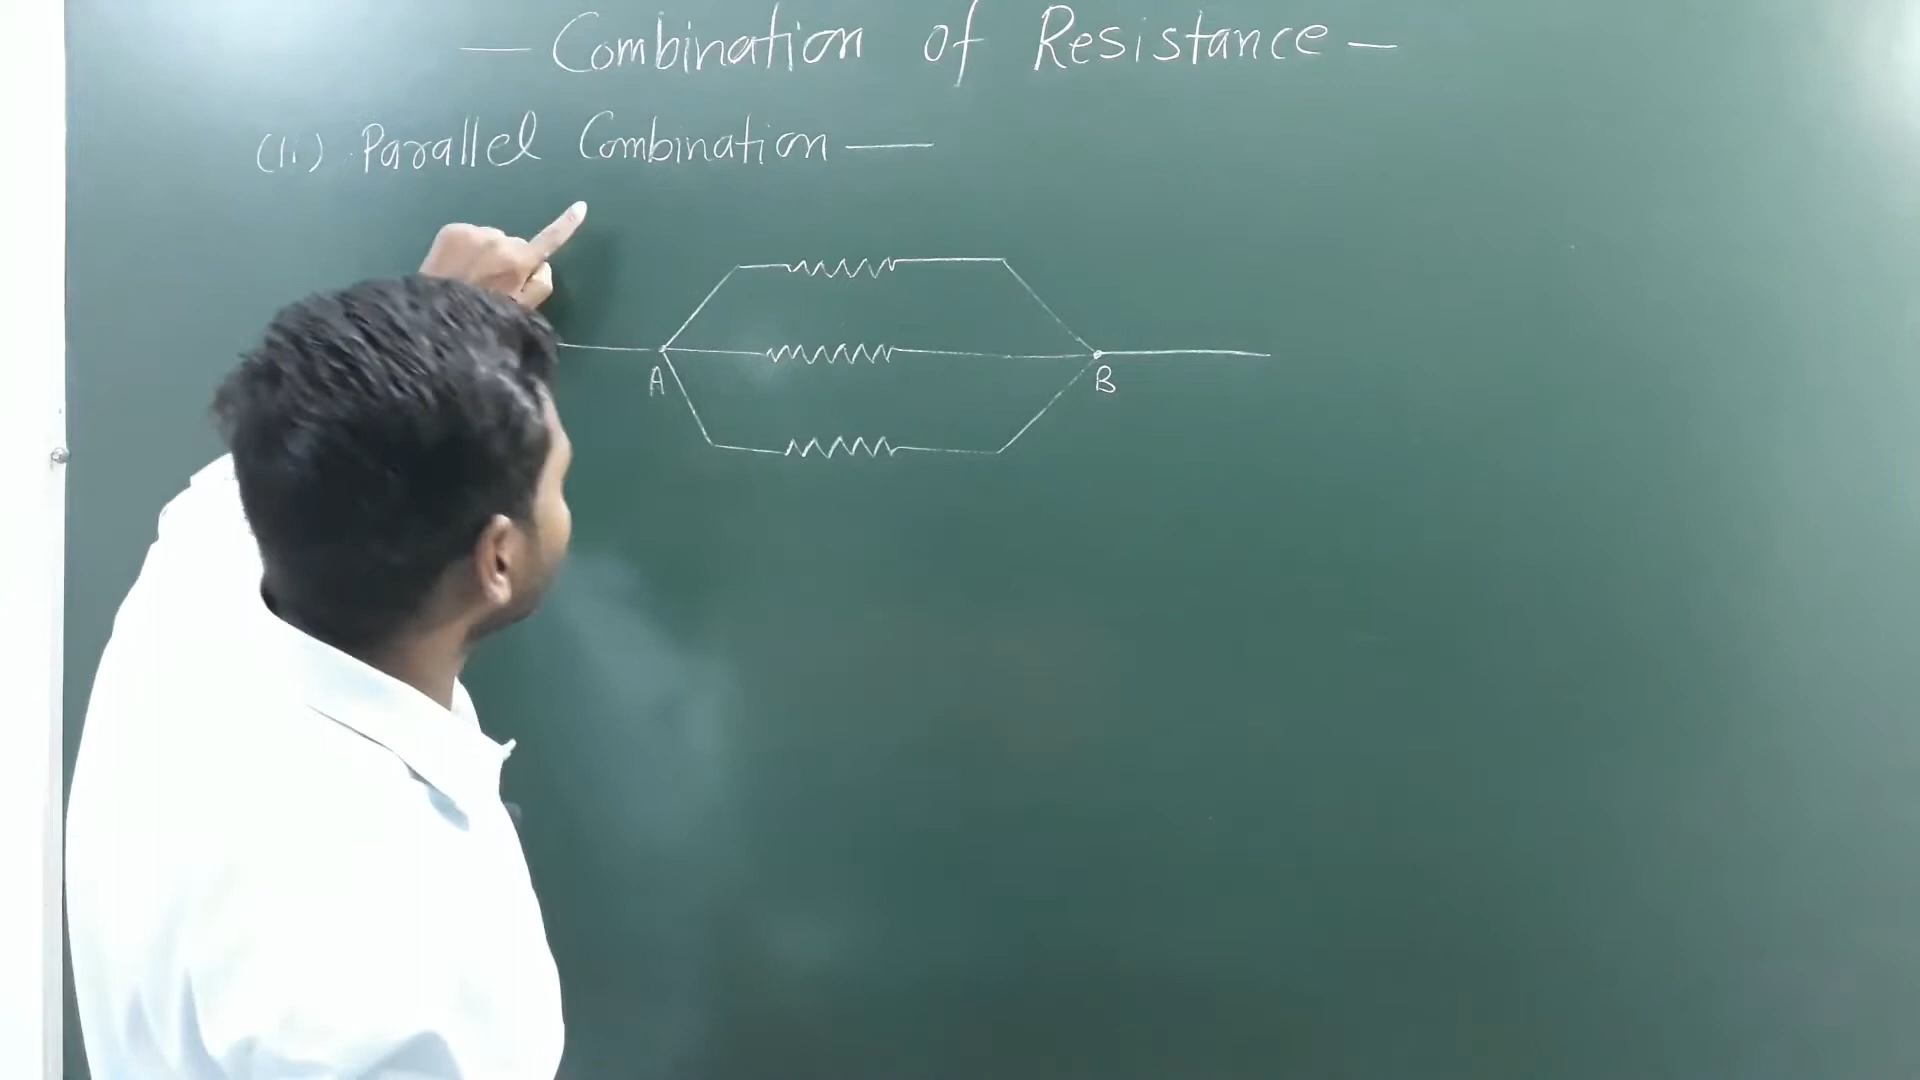 — Combination of Resistance —
(ii) Parallel Combination —
A
B